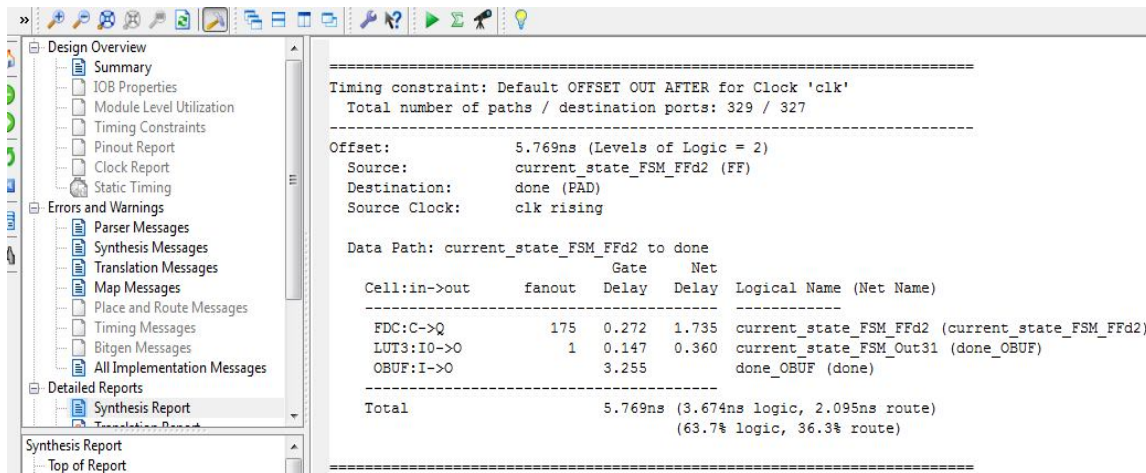 »
Design Overview
Summary
IOB Properties
Module Level Utilization
Timing Constraints
Pinout Report
Clock Report
Static Timing
Errors and Warnings
Parser Messages
Synthesis Messages
Translation Messages
Map Messages
Place and Route Messages
Timing Messages
Bitgen Messages
All Implementation Messages
Detailed Reports
Synthesis Report
Translation Report
Synthesis Report
Top of Report
=========================================================================
Timing constraint: Default OFFSET OUT AFTER for Clock 'clk'
Total number of paths / destination ports: 329 / 327
-------------------------------------------------------------------------
Offset: 5.769ns (Levels of Logic = 2)
Source: current_state_FSM_FFd2 (FF)
Destination: done (PAD)
Source Clock: clk rising
Data Path: current_state_FSM_FFd2 to done
Gate Net
Cell:in->out fanout Delay Delay Logical Name (Net Name)
---------------------------------------- ------------
FDC:C->Q 175 0.272 1.735 current_state_FSM_FFd2 (current_state_FSM_FFd2)
LUT3:I0->O 1 0.147 0.360 current_state_FSM_Out31 (done_OBUF)
OBUF:I->O 3.255 done_OBUF (done)
----------------------------------------
Total 5.769ns (3.674ns logic, 2.095ns route)
(63.7% logic, 36.3% route)
=========================================================================